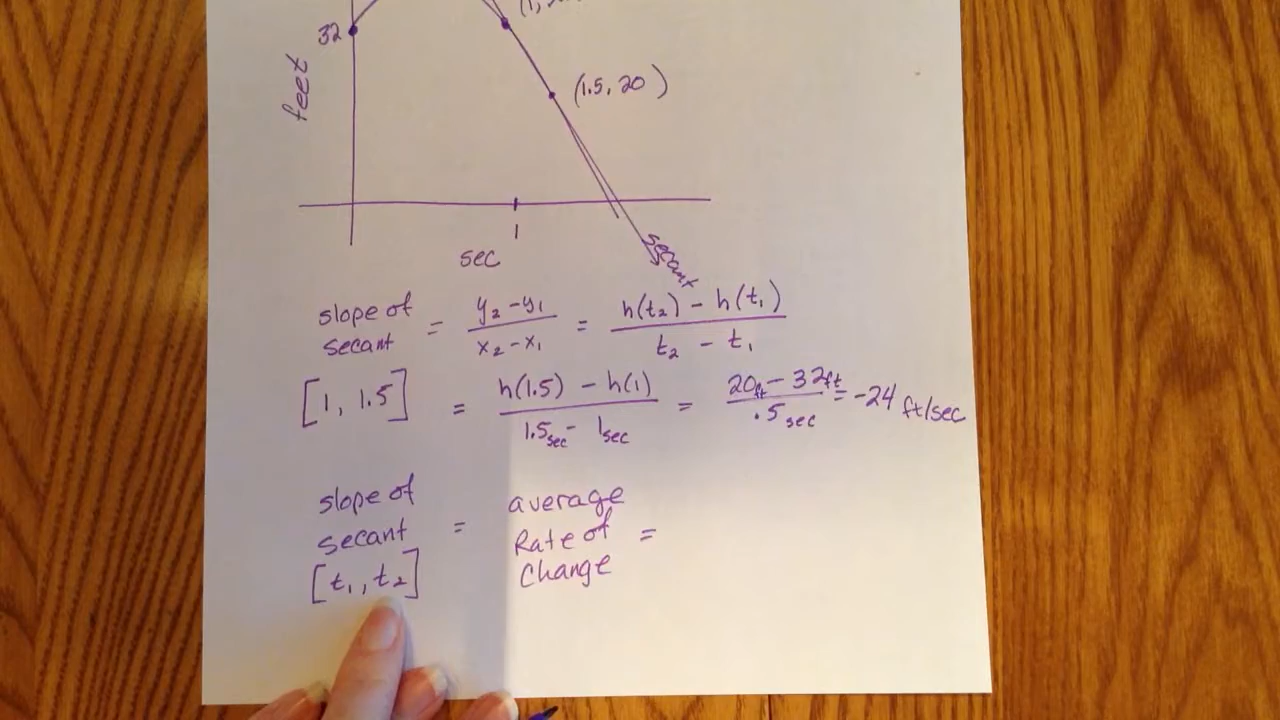 32
feet
(1.5, 20)
1
sec
secant
slope of secant = y₂ - y₁ / x₂ - x₁ = h(t₂) - h(t₁) / t₂ - t₁
[1, 1.5] = h(1.5) - h(1) / 1.5sec - 1sec = 20ft - 32ft / .5sec = -24 ft/sec
slope of secant [t₁, t₂] = average Rate of Change =